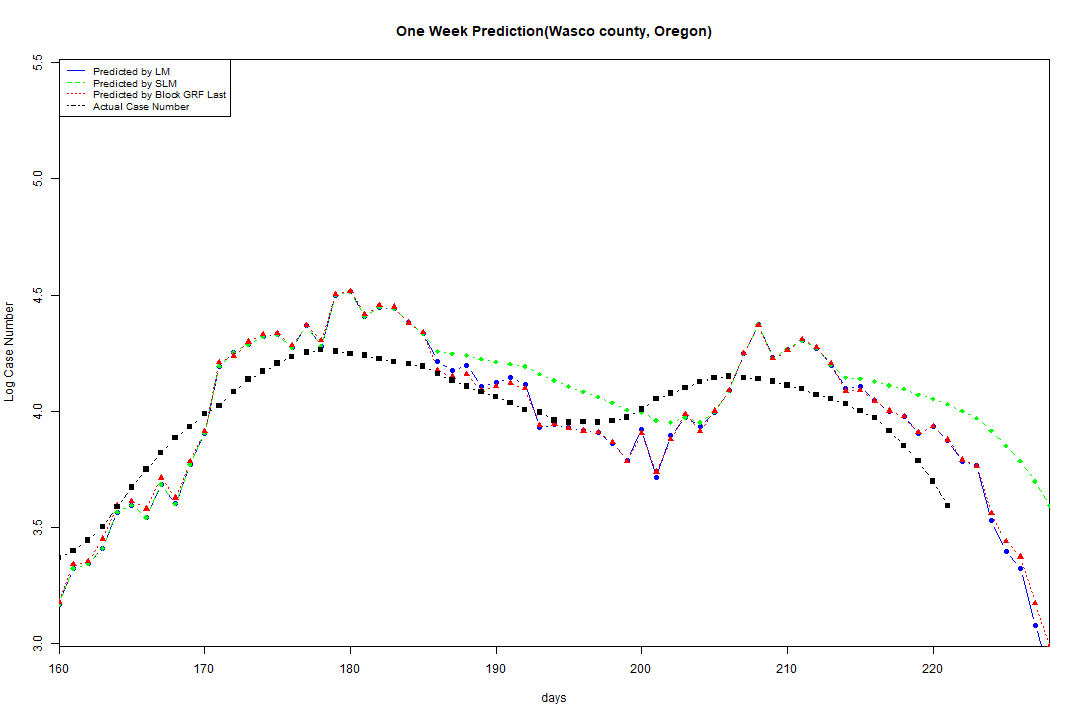 One Week Prediction(Wasco county, Oregon)
Predicted by LM
Predicted by SLM
Predicted by Block GRF Last
Actual Case Number
Log Case Number
5.5
5.0
4.5
4.0
3.5
3.0
160 170 180 190 200 210 220
days